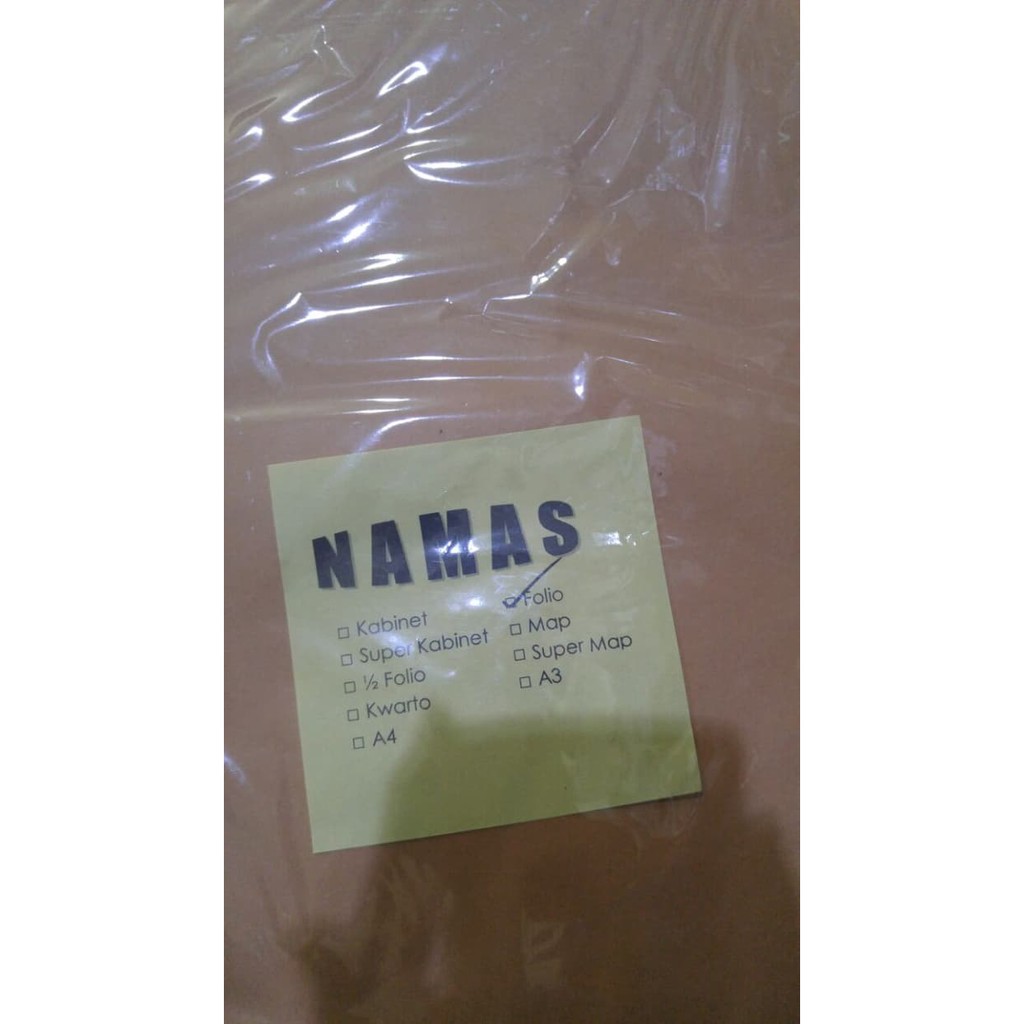 NAMAS
□ Kabinet
□ Super Kabinet
□ ½ Folio
□ Kwarto
□ A4
☑ Folio
□ Map
□ Super Map
□ A3